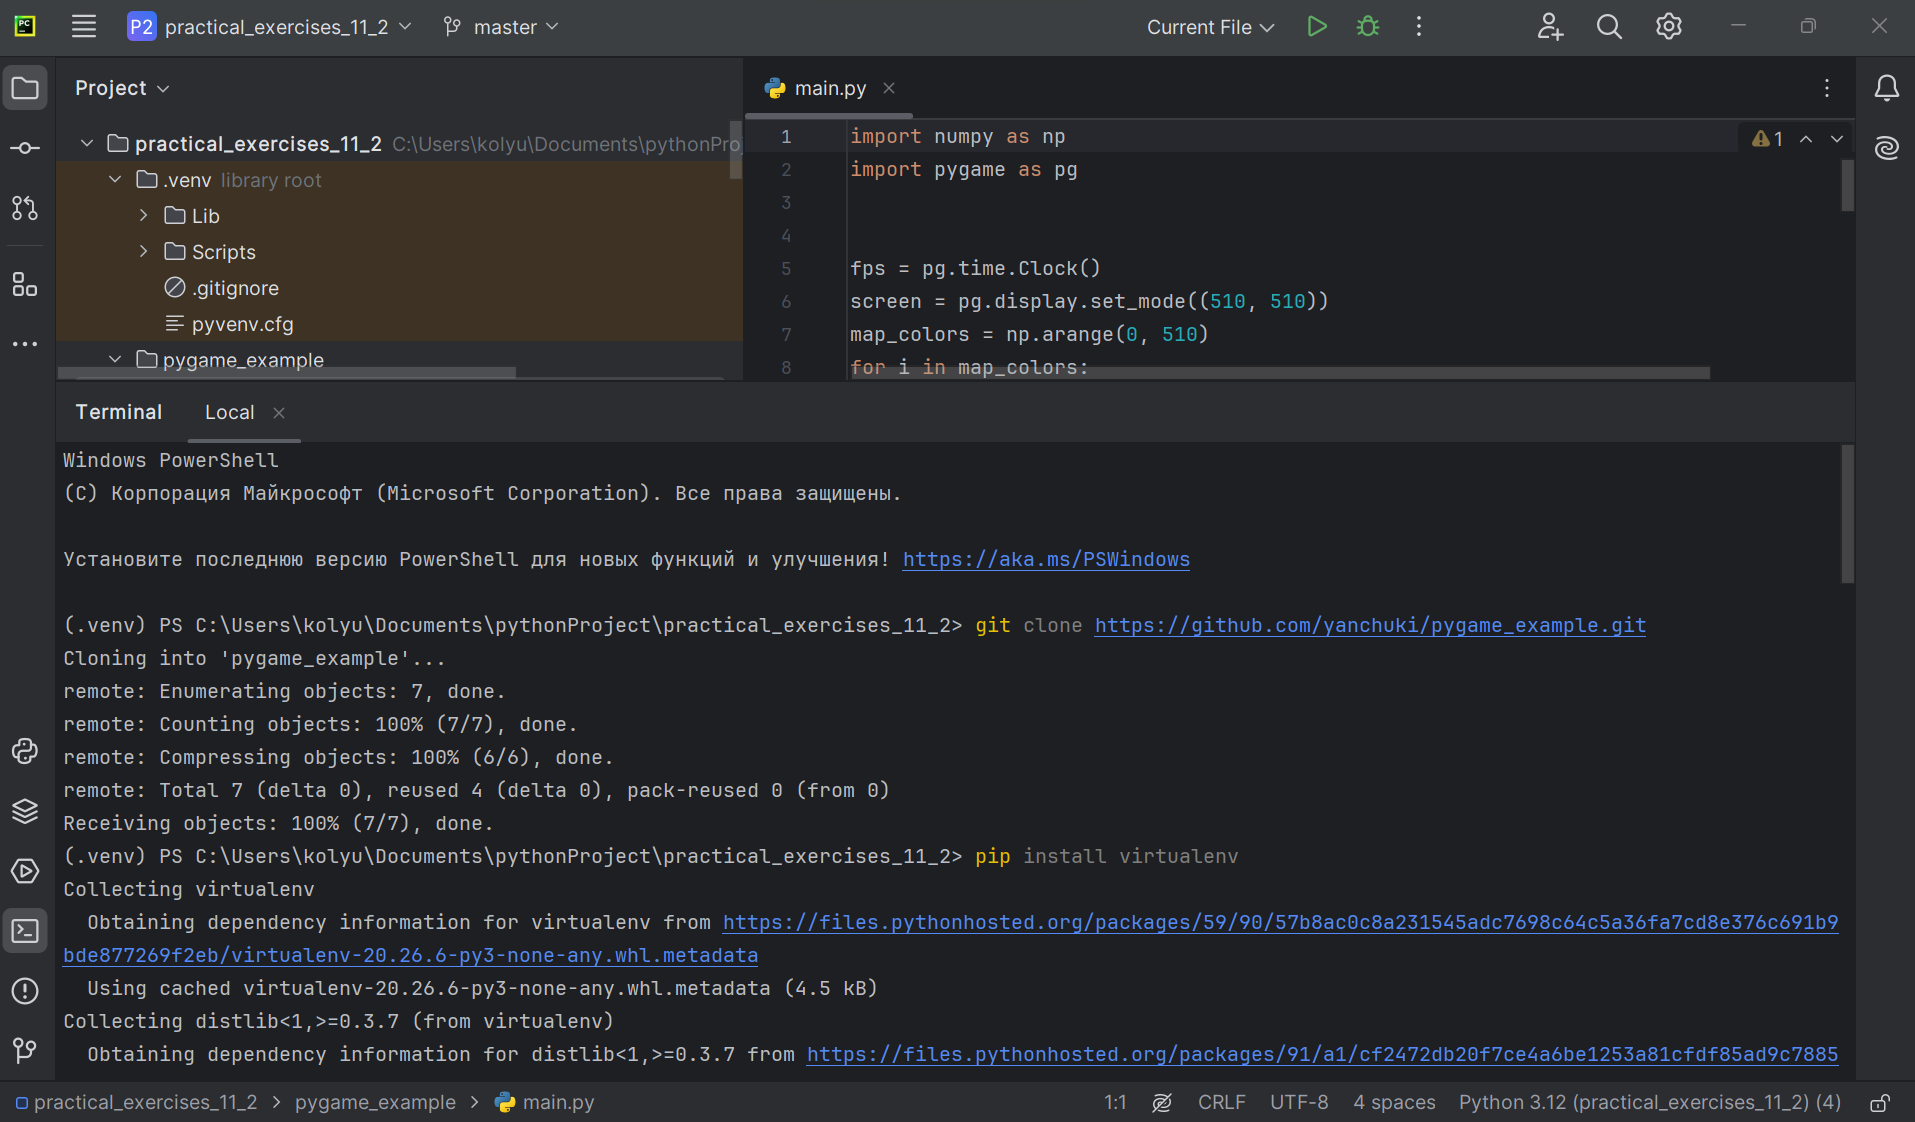 P2 practical_exercises_11_2 master Current File
Project
main.py
practical_exercises_11_2 C:\Users\kolyu\Documents\pythonPro
.venv library root
Lib
Scripts
.gitignore
pyvenv.cfg
pygame_example
1 import numpy as np
2 import pygame as pg
3
4
5 fps = pg.time.Clock()
6 screen = pg.display.set_mode((510, 510))
7 map_colors = np.arange(0, 510)
8 for i in map_colors:
1
Terminal Local
Windows PowerShell
(C) Корпорация Майкрософт (Microsoft Corporation). Все права защищены.
Установите последнюю версию PowerShell для новых функций и улучшения! https://aka.ms/PSWindows
(.venv) PS C:\Users\kolyu\Documents\pythonProject\practical_exercises_11_2> git clone https://github.com/yanchuki/pygame_example.git
Cloning into 'pygame_example'...
remote: Enumerating objects: 7, done.
remote: Counting objects: 100% (7/7), done.
remote: Compressing objects: 100% (6/6), done.
remote: Total 7 (delta 0), reused 4 (delta 0), pack-reused 0 (from 0)
Receiving objects: 100% (7/7), done.
(.venv) PS C:\Users\kolyu\Documents\pythonProject\practical_exercises_11_2> pip install virtualenv
Collecting virtualenv
  Obtaining dependency information for virtualenv from https://files.pythonhosted.org/packages/59/90/57b8ac0c8a231545adc7698c64c5a36fa7cd8e376c691b9
bde877269f2eb/virtualenv-20.26.6-py3-none-any.whl.metadata
  Using cached virtualenv-20.26.6-py3-none-any.whl.metadata (4.5 kB)
Collecting distlib<1,>=0.3.7 (from virtualenv)
  Obtaining dependency information for distlib<1,>=0.3.7 from https://files.pythonhosted.org/packages/91/a1/cf2472db20f7ce4a6be1253a81cfdf85ad9c7885
practical_exercises_11_2 > pygame_example > main.py 1:1 CRLF UTF-8 4 spaces Python 3.12 (practical_exercises_11_2) (4)